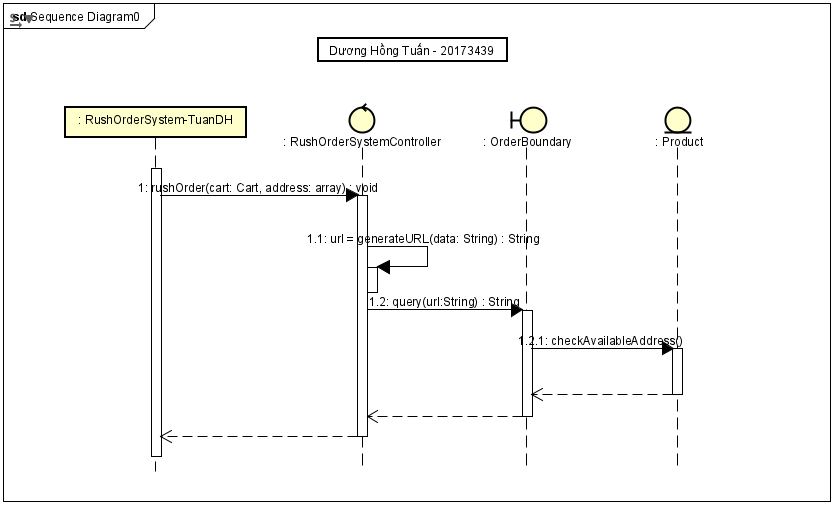 sd Sequence Diagram0
Dương Hồng Tuấn - 20173439
: RushOrderSystem-TuanDH
: RushOrderSystemController
: OrderBoundary
: Product
1: rushOrder(cart: Cart, address: array) : void
1.1: url = generateURL(data: String) : String
1.2: query(url:String) : String
1.2.1: checkAvailableAddress()